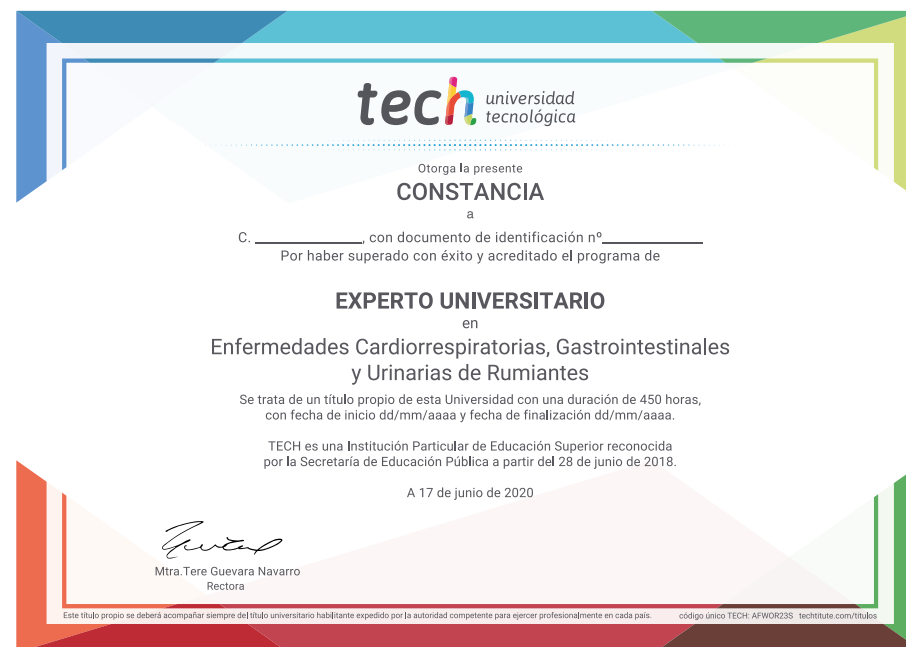 tech universidad
tecnológica
Otorga la presente
CONSTANCIA
a
C. ____________, con documento de identificación nº____________
Por haber superado con éxito y acreditado el programa de
EXPERTO UNIVERSITARIO
en
Enfermedades Cardiorrespiratorias, Gastrointestinales
y Urinarias de Rumiantes
Se trata de un título propio de esta Universidad con una duración de 450 horas,
con fecha de inicio dd/mm/aaaa y fecha de finalización dd/mm/aaaa.
TECH es una Institución Particular de Educación Superior reconocida
por la Secretaría de Educación Pública a partir del 28 de junio de 2018.
A 17 de junio de 2020
Mtra.Tere Guevara Navarro
Rectora
Este título propio se deberá acompañar siempre del título universitario habilitante expedido por la autoridad competente para ejercer profesionalmente en cada país. código único TECH: AFWOR23S techtitute.com/titulos